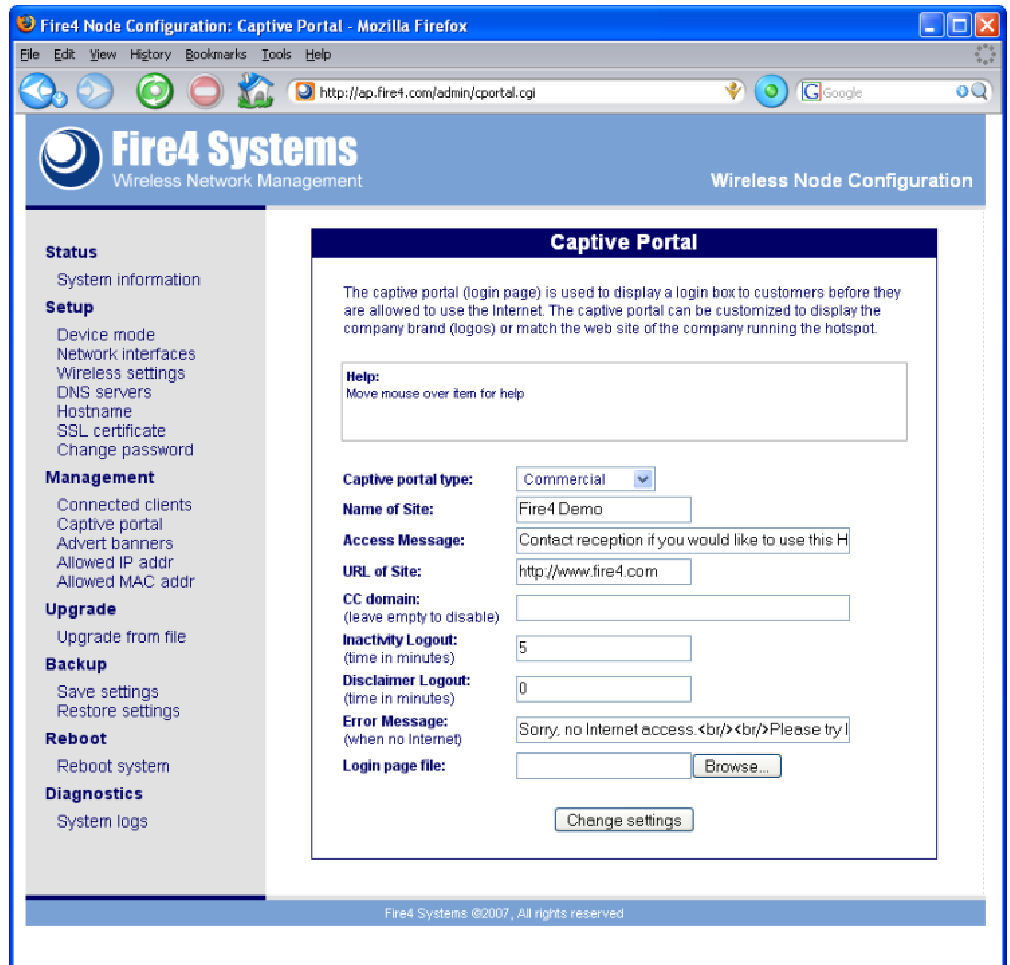 Fire4 Node Configuration: Captive Portal - Mozilla Firefox
File Edit View History Bookmarks Tools Help
http://ap.fire4.com/admin/cportal.cgi
G Google
Fire4 Systems
Wireless Network Management
Wireless Node Configuration
Status
System information
Setup
Device mode
Network interfaces
Wireless settings
DNS servers
Hostname
SSL certificate
Change password
Management
Connected clients
Captive portal
Advert banners
Allowed IP addr
Allowed MAC addr
Upgrade
Upgrade from file
Backup
Save settings
Restore settings
Reboot
Reboot system
Diagnostics
System logs
Captive Portal
The captive portal (login page) is used to display a login box to customers before they
are allowed to use the Internet. The captive portal can be customized to display the
company brand (logos) or match the web site of the company running the hotspot.
Help:
Move mouse over item for help
Captive portal type: Commercial
Name of Site: Fire4 Demo
Access Message: Contact reception if you would like to use this H
URL of Site: http://www.fire4.com
CC domain:
(leave empty to disable)
Inactivity Logout: 5
(time in minutes)
Disclaimer Logout: 0
(time in minutes)
Error Message: Sorry, no Internet access.<br/><br/>Please try l
(when no Internet)
Login page file: Browse...
Change settings
Fire4 Systems ©2007, All rights reserved